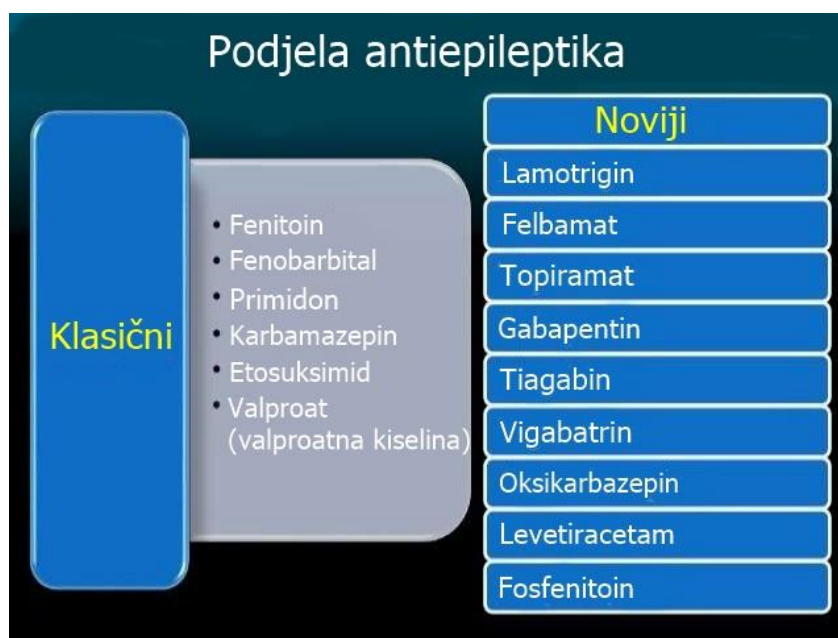 Podjela antiepileptika
Klasični
• Fenitoin
• Fenobarbital
• Primidon
• Karbamazepin
• Etosuksimid
• Valproat
(valproatna kiselina)
Noviji
Lamotrigin
Felbamat
Topiramat
Gabapentin
Tiagabin
Vigabatrin
Oksikarbazepin
Levetiracetam
Fosfenitoin